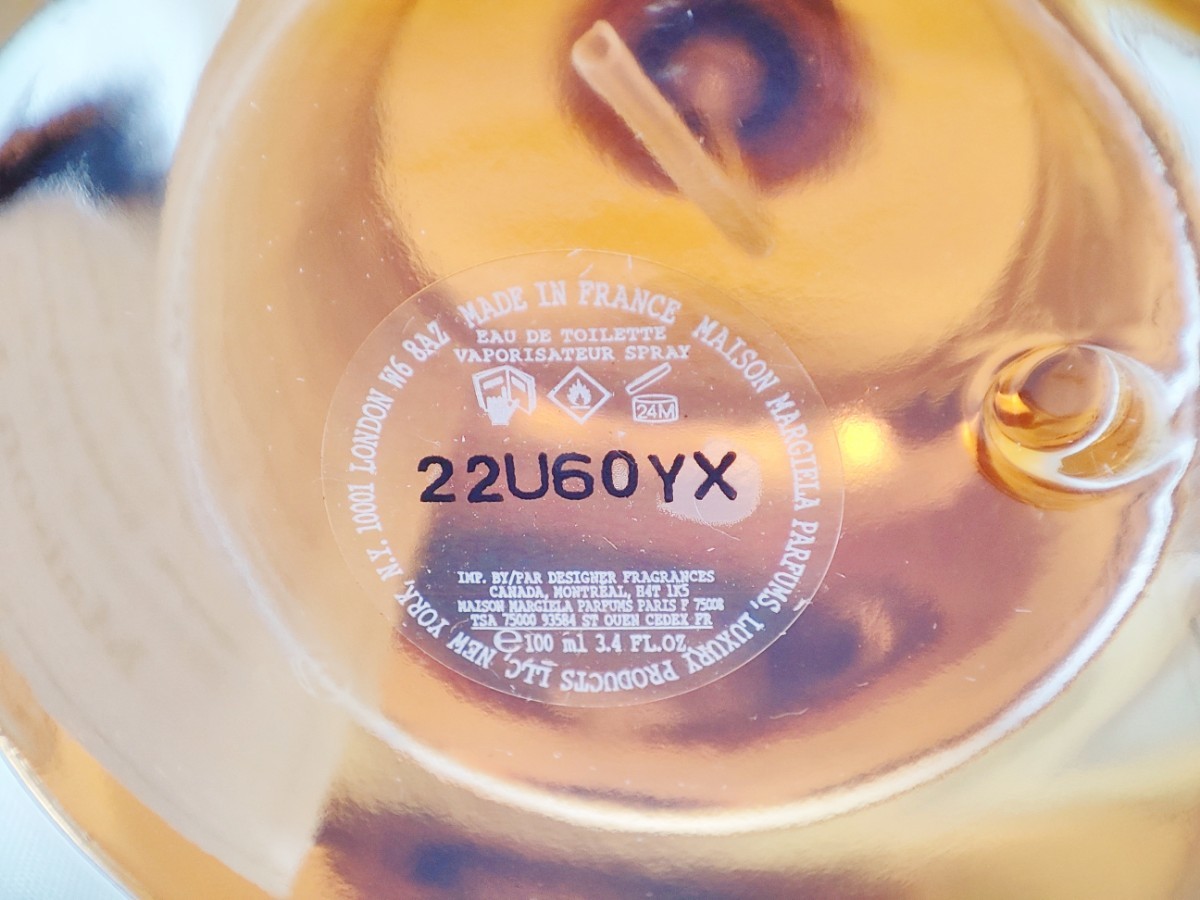 MADE IN FRANCE MAISON MARGIELA PARFUMS, LUXURY PRODUCTS LLC, NEW YORK, N.Y. 10001 LONDON W6 8AZ
EAU DE TOILETTE
VAPORISATEUR SPRAY
24M
22U60YX
IMP. BY/PAR DESIGNER FRAGRANCES
CANADA, MONTREAL, H4T 1K5
MAISON MARGIELA PARFUMS PARIS F 75008
TSA 75000 93584 ST OUEN CEDEX FR
℮ 100 ml 3.4 FL.OZ.